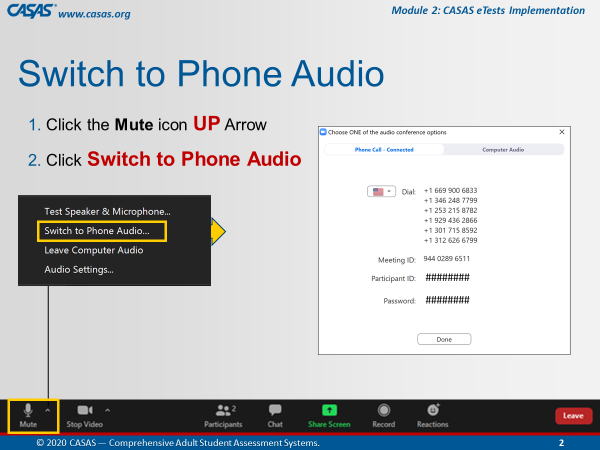 CASAS www.casas.org
Module 2: CASAS eTests Implementation
Switch to Phone Audio
1. Click the Mute icon UP Arrow
2. Click Switch to Phone Audio
Test Speaker & Microphone...
Switch to Phone Audio...
Leave Computer Audio
Audio Settings...
Choose ONE of the audio conference options
Phone Call - Connected
Computer Audio
Dial: +1 669 900 6833
+1 346 248 7799
+1 253 215 8782
+1 929 436 2866
+1 301 715 8592
+1 312 626 6799
Meeting ID: 944 0289 6511
Participant ID: ########
Password: ########
Done
Mute
Stop Video
Participants 2
Chat
Share Screen
Record
Reactions
Leave
© 2020 CASAS — Comprehensive Adult Student Assessment Systems.
2